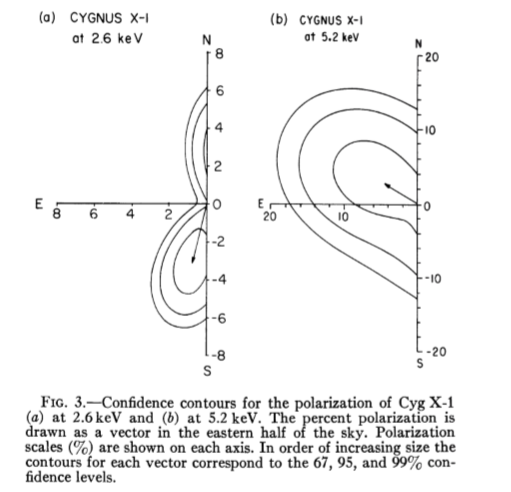 (a) CYGNUS X-I
at 2.6 keV
(b) CYGNUS X-I
at 5.2 keV
N
8
6
4
2
0
-2
-4
-6
-8
S
E
8 6 4 2
N
20
10
0
-10
-20
S
E
20 10
FIG. 3.—Confidence contours for the polarization of Cyg X-1
(a) at 2.6 keV and (b) at 5.2 keV. The percent polarization is
drawn as a vector in the eastern half of the sky. Polarization
scales (%) are shown on each axis. In order of increasing size the
contours for each vector correspond to the 67, 95, and 99% con-
fidence levels.